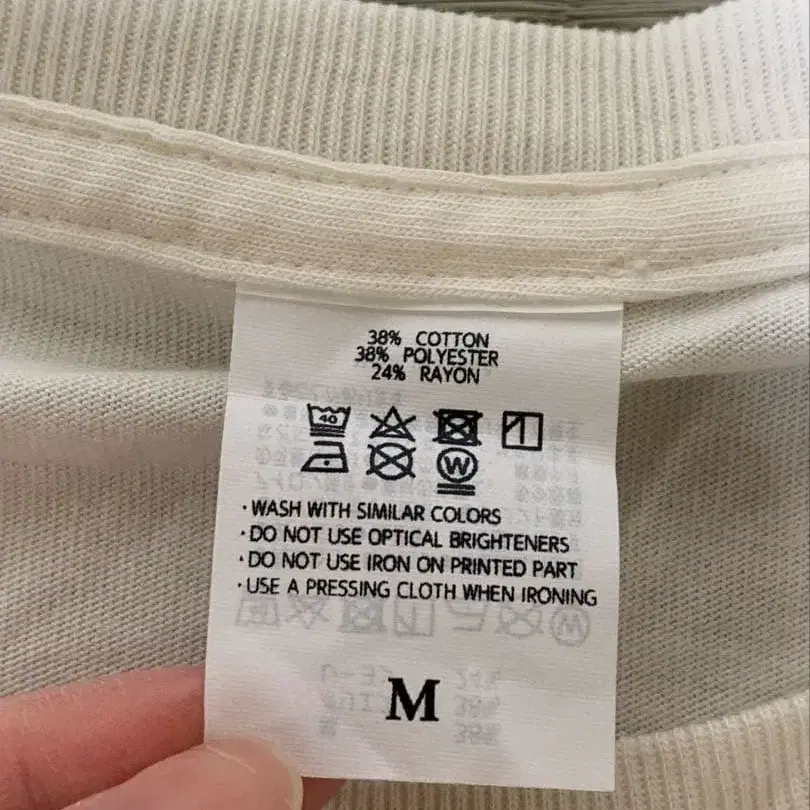 38% COTTON
38% POLYESTER
24% RAYON
40
W
· WASH WITH SIMILAR COLORS
· DO NOT USE OPTICAL BRIGHTENERS
· DO NOT USE IRON ON PRINTED PART
· USE A PRESSING CLOTH WHEN IRONING
M